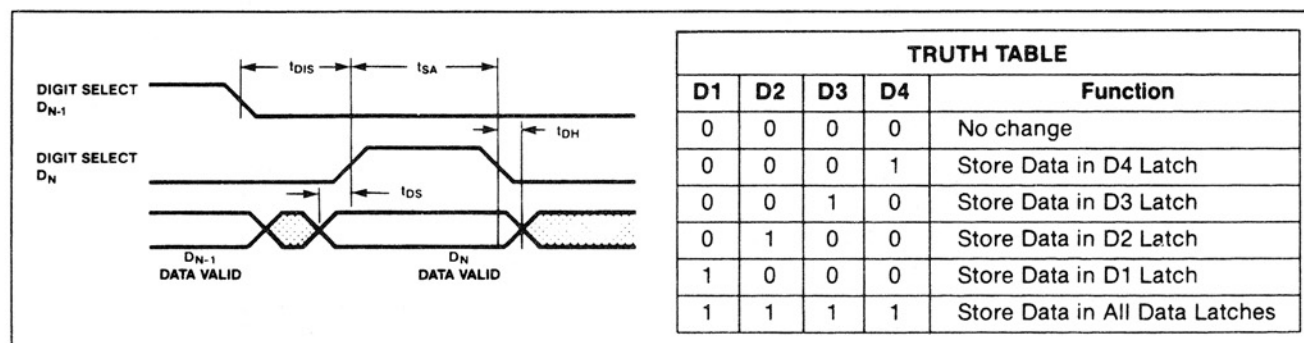 tDIS
tSA
DIGIT SELECT
DN-1
tDH
DIGIT SELECT
DN
tDS
DN-1
DATA VALID
DN
DATA VALID
TRUTH TABLE
D1 D2 D3 D4 Function
0 0 0 0 No change
0 0 0 1 Store Data in D4 Latch
0 0 1 0 Store Data in D3 Latch
0 1 0 0 Store Data in D2 Latch
1 0 0 0 Store Data in D1 Latch
1 1 1 1 Store Data in All Data Latches